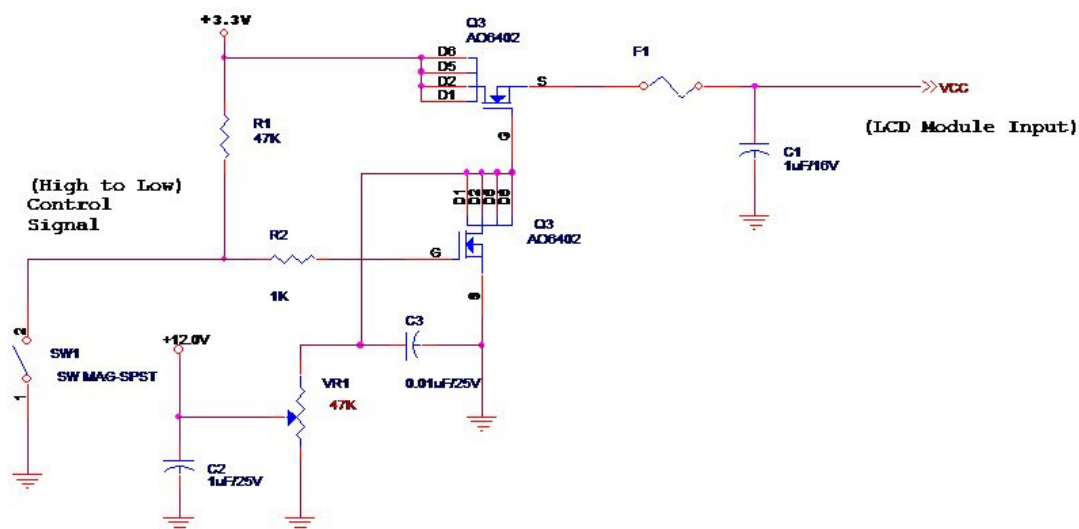 +3.3V
Q3
AO6402
D6
D5
D2
D1
S
G
F1
VCC
(LCD Module Input)
C1
1uF/16V
R1
47K
(High to Low)
Control
Signal
D1
D2
Q3
AO6402
R2
1K
G
C3
0.01uF/25V
+12.0V
2
SW1
SW MAG-SPST
1
VR1
47K
C2
1uF/25V